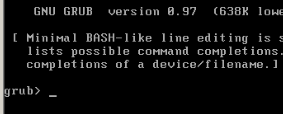 GNU GRUB version 0.97 (638K lowe
[ Minimal BASH-like line editing is s
lists possible command completions.
completions of a device/filename.]
grub> _